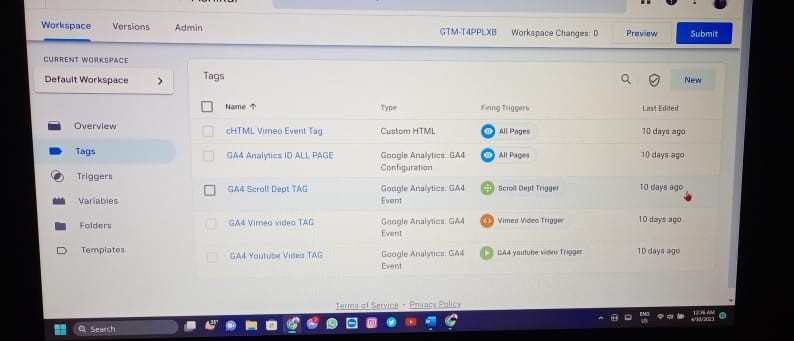 Workspace Versions Admin GTM-T4PPLXB Workspace Changes: 0 Preview Submit
CURRENT WORKSPACE
Default Workspace
Tags New
Name Type Firing Triggers Last Edited
cHTML Vimeo Event Tag Custom HTML All Pages 10 days ago
GA4 Analytics ID ALL PAGE Google Analytics: GA4 Configuration All Pages 10 days ago
GA4 Scroll Dept TAG Google Analytics: GA4 Event Scroll Dept Trigger 10 days ago
GA4 Vimeo video TAG Google Analytics: GA4 Event Vimeo Video Trigger 10 days ago
GA4 Youtube Video TAG Google Analytics: GA4 Event GA4 youtube video Trigger 10 days ago
Overview
Tags
Triggers
Variables
Folders
Templates
Terms of Service · Privacy Policy
Search
ENG
US
12:36 AM
4/30/2023